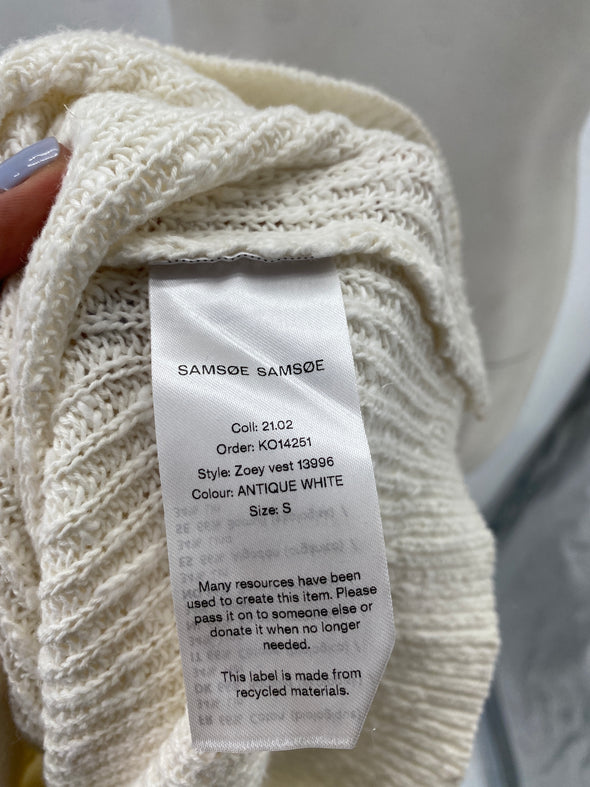 SAMSØE SAMSØE
Coll: 21.02
Order: KO14251
Style: Zoey vest 13996
Colour: ANTIQUE WHITE
Size: S
Many resources have been
used to create this item. Please
pass it on to someone else or
donate it when no longer
needed.
This label is made from
recycled materials.